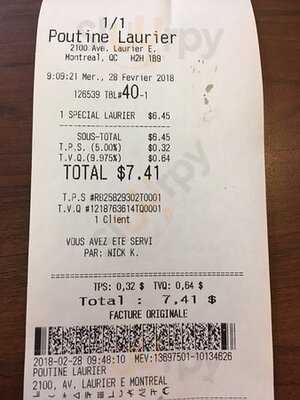 1/1
Poutine Laurier
2100 Ave. Laurier E.
Montreal, QC H2H 1B9
9:09:21 Mer., 28 Fevrier 2018
126539 TBL#40-1
1 SPECIAL LAURIER $6.45
SOUS-TOTAL $6.45
T.P.S. (5.00%) $0.32
T.V.Q.(9.975%) $0.64
TOTAL $7.41
T.P.S #RB25829302T0001
T.V.Q #1218763614TQ0001
1 Client
VOUS AVEZ ETE SERVI
PAR: NICK K.
TPS: 0,32 $ TVQ: 0,64 $
Total : 7,41 $
FACTURE ORIGINALE
2018-02-28 09:48:10 MEV:13697501-10134626
POUTINE LAURIER
2100, AV. LAURIER E MONTREAL